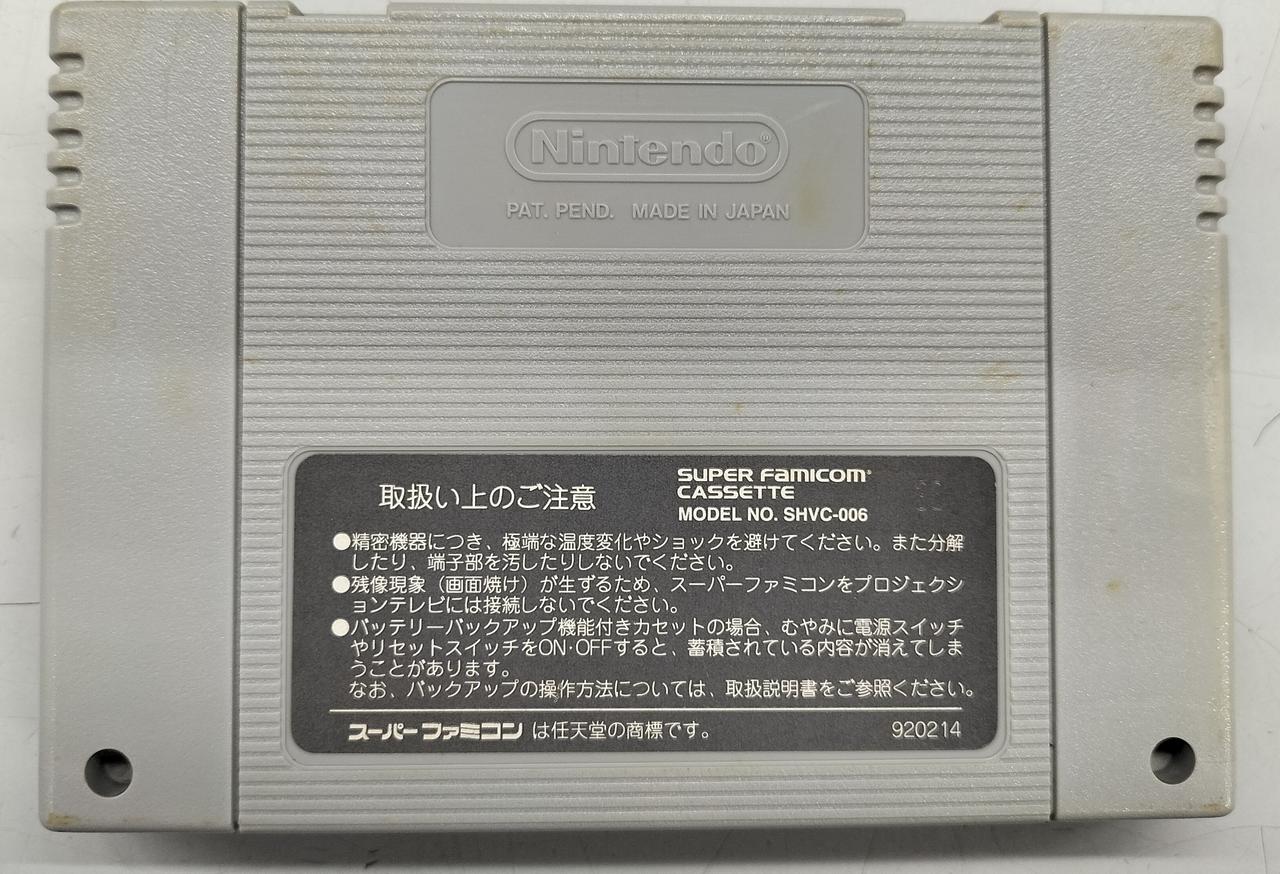 Nintendo®
PAT. PEND. MADE IN JAPAN
取扱い上のご注意
SUPER FAMICOM®
CASSETTE
MODEL NO. SHVC-006
●精密機器につき、極端な温度変化やショックを避けてください。また分解
したり、端子部を汚したりしないでください。
●残像現象（画面焼け）が生ずるため、スーパーファミコンをプロジェクシ
ョンテレビには接続しないでください。
●バッテリーバックアップ機能付きカセットの場合、むやみに電源スイッチ
やリセットスイッチをON·OFFすると、蓄積されている内容が消えてしま
うことがあります。
なお、バックアップの操作方法については、取扱説明書をご参照ください。
スーパーファミコン は任天堂の商標です。
920214